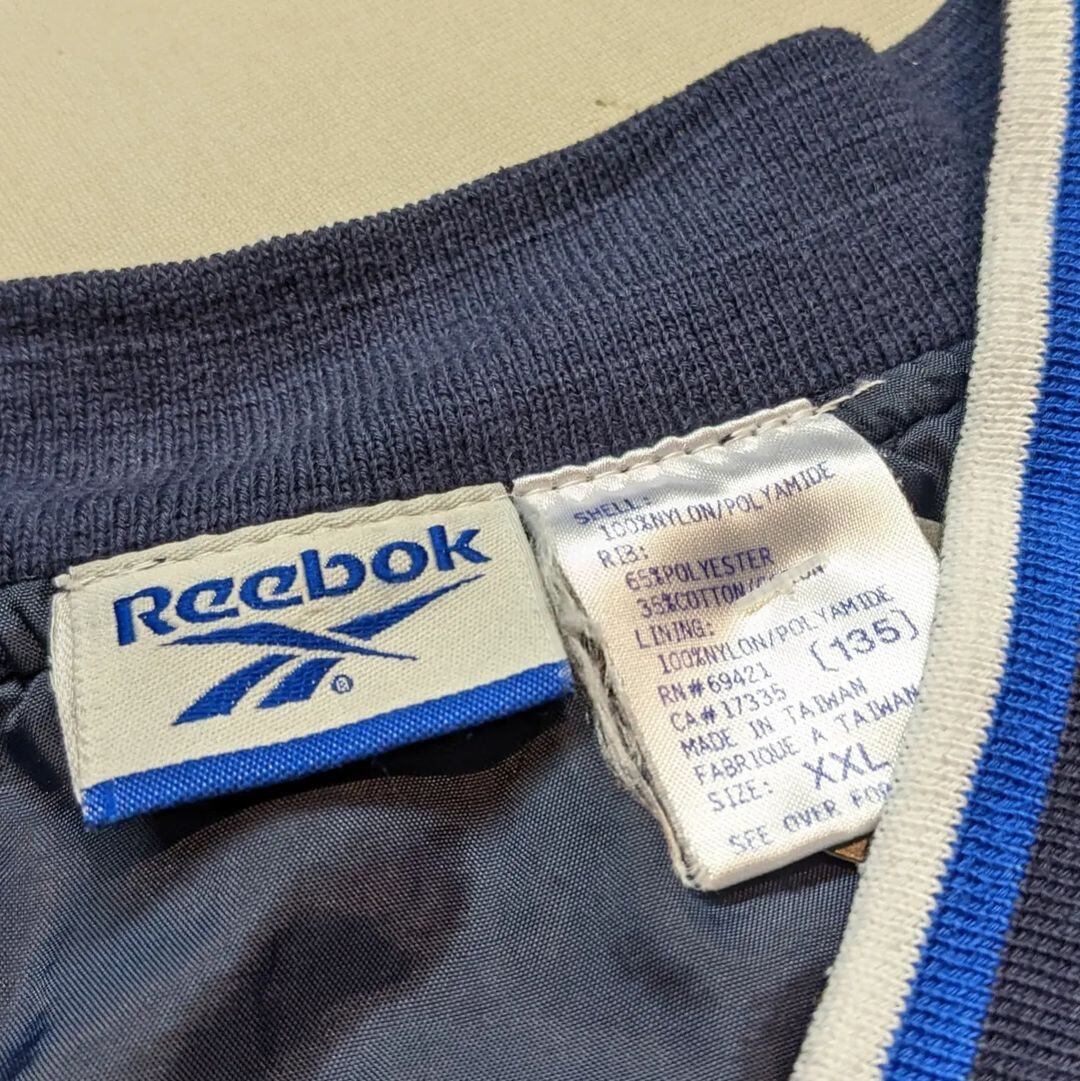 Reebok
®
SHELL:
100%NYLON/POLYAMIDE
RIB:
65%POLYESTER
35%COTTON/COTTON
LINING:
100%NYLON/POLYAMIDE
RN#69421 [135]
CA#17335
MADE IN TAIWAN
FABRIQUE A TAIWAN
SIZE: XXL
SEE OVER FOR